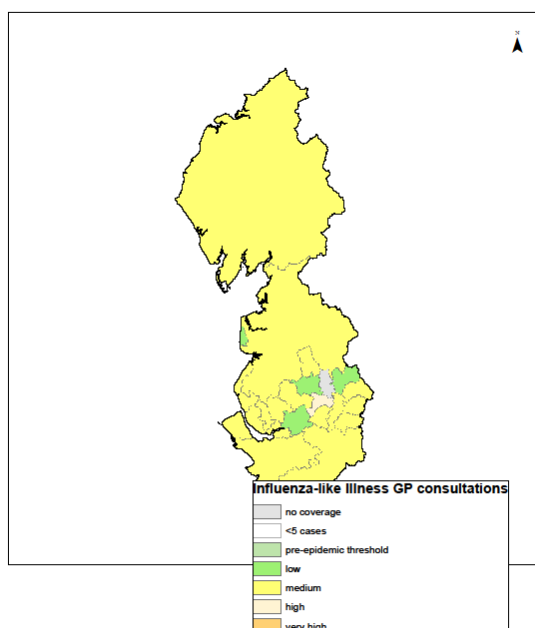 N
Influenza-like Illness GP consultations
no coverage
<5 cases
pre-epidemic threshold
low
medium
high
very high